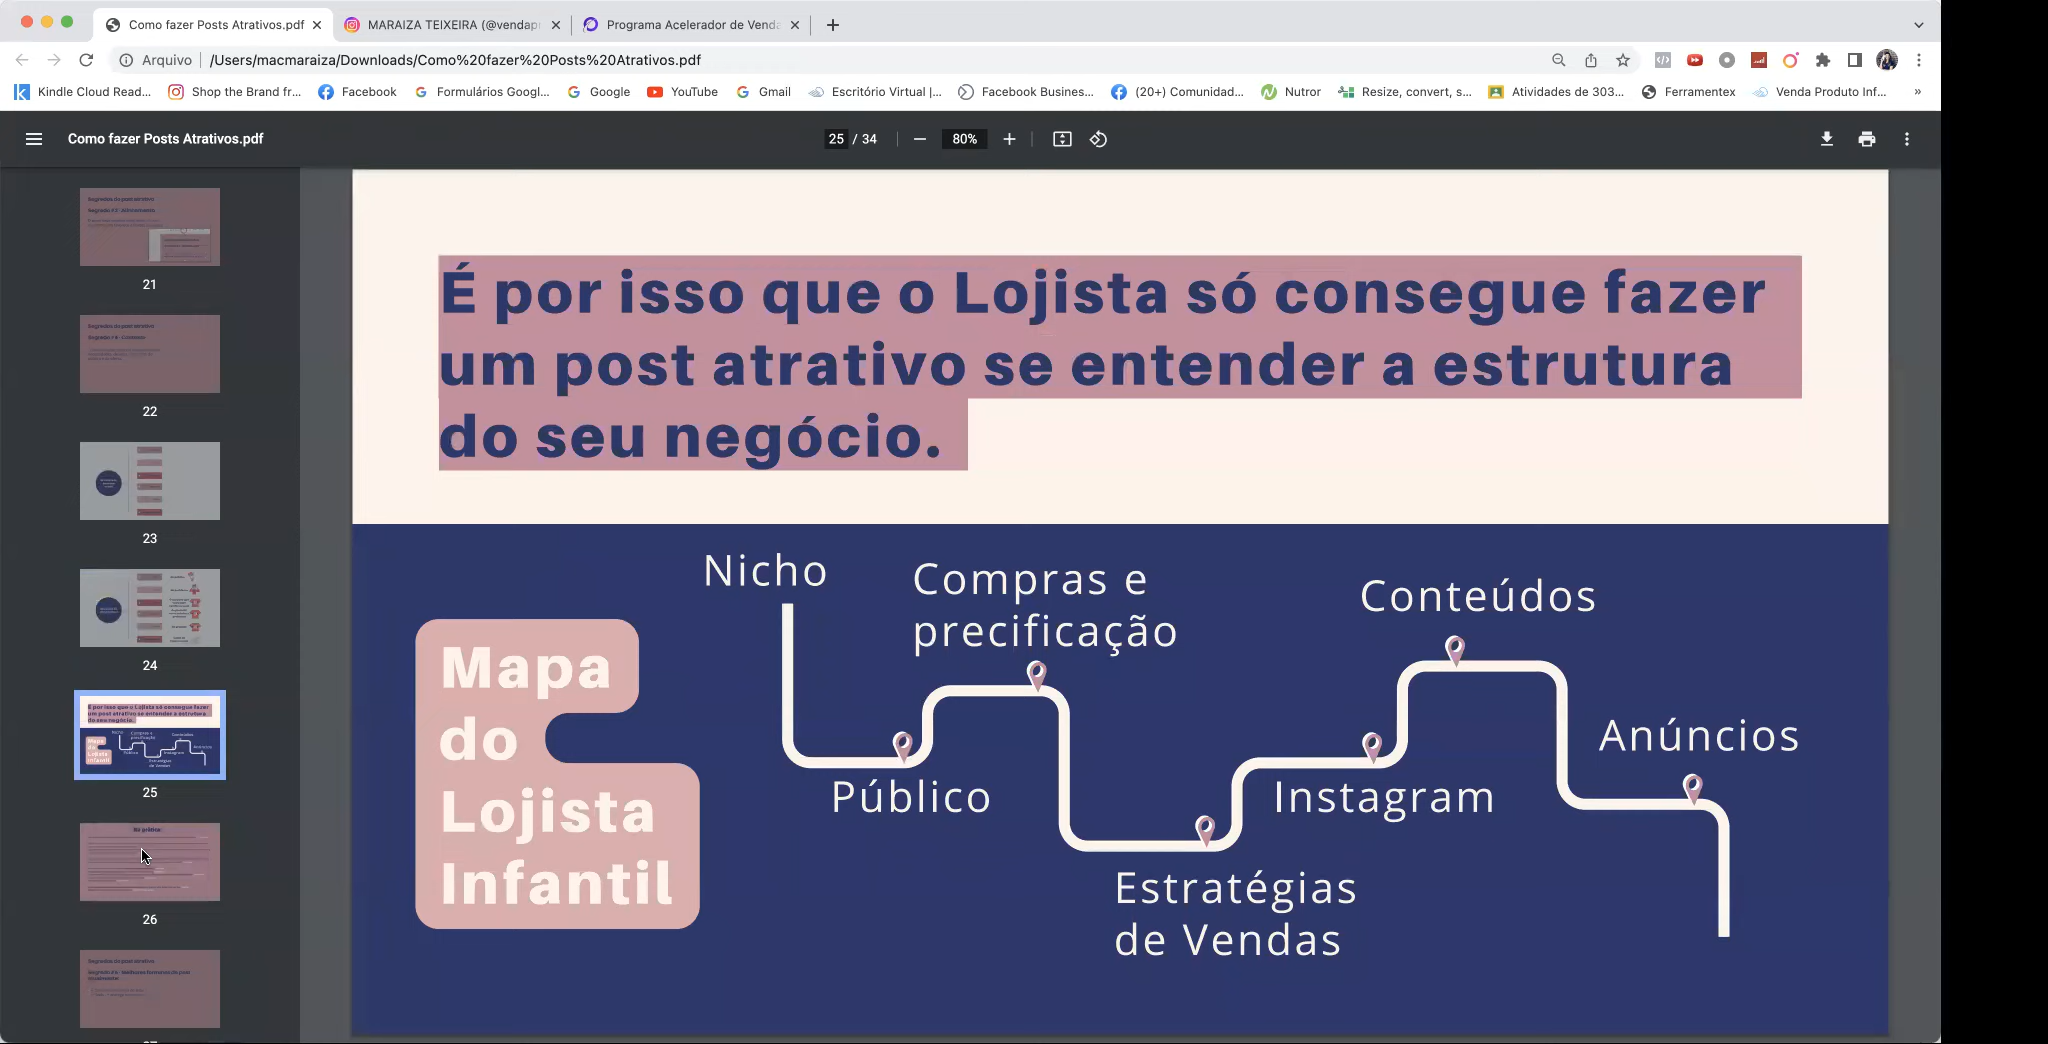 Como fazer Posts Atrativos.pdf
MARAIZA TEIXEIRA (@vendapr
Programa Acelerador de Venda
Arquivo
/Users/macmaraiza/Downloads/Como%20fazer%20Posts%20Atrativos.pdf
Kindle Cloud Read...
Shop the Brand fr...
Facebook
Formulários Googl...
Google
YouTube
Gmail
Escritório Virtual |...
Facebook Busines...
(20+) Comunidad...
Nutror
Resize, convert, s...
Atividades de 303...
Ferramentex
Venda Produto Inf...
»
Como fazer Posts Atrativos.pdf
25 / 34
80%
21
22
23
24
25
26
É por isso que o Lojista só consegue fazer
um post atrativo se entender a estrutura
do seu negócio.
Mapa
do
Lojista
Infantil
Nicho
Público
Compras e
precificação
Estratégias
de Vendas
Instagram
Conteúdos
Anúncios